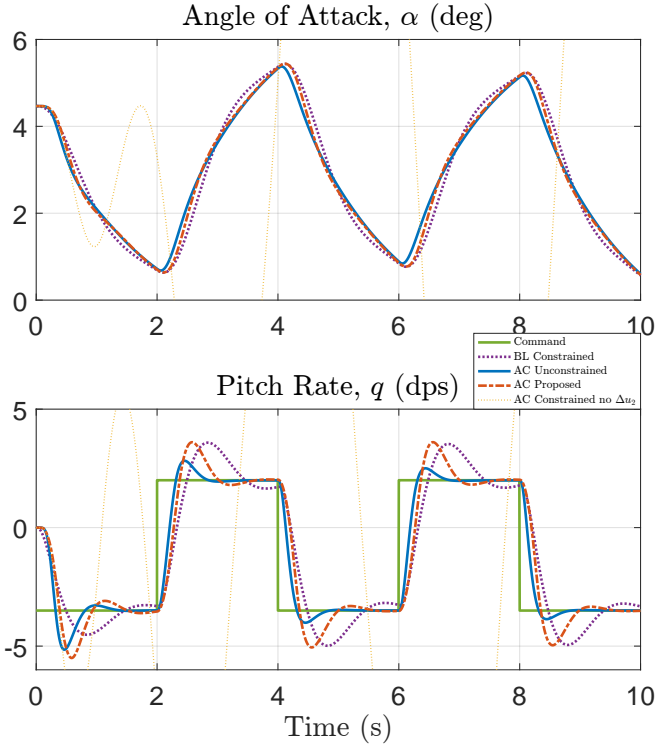 Angle of Attack, α (deg)
6
4
2
0
0 2 4 6 8 10
Command
BL Constrained
AC Unconstrained
AC Proposed
AC Constrained no Δu₂
Pitch Rate, q (dps)
5
0
-5
0 2 4 6 8 10
Time (s)